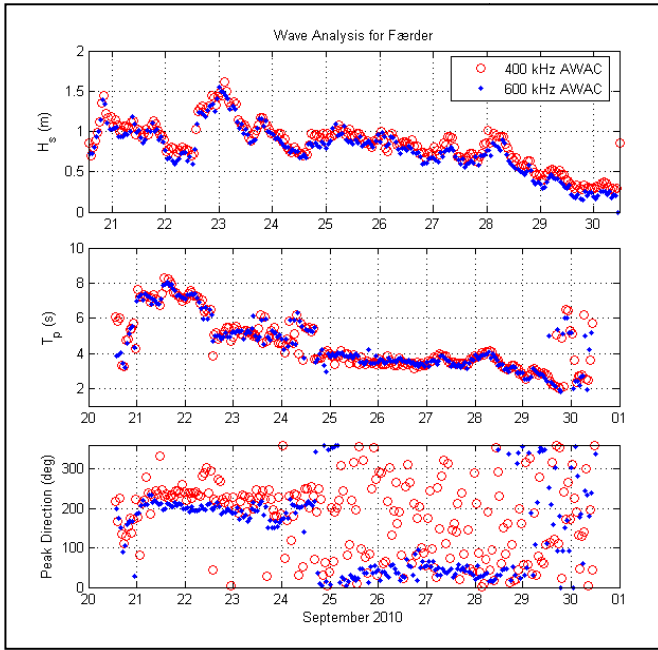 Wave Analysis for Færder
2
1.5
1
0.5
0
H_s (m)
400 kHz AWAC
600 kHz AWAC
21 22 23 24 25 26 27 28 29 30
10
8
6
4
2
T_p (s)
20 21 22 23 24 25 26 27 28 29 30 01
300
200
100
0
Peak Direction (deg)
20 21 22 23 24 25 26 27 28 29 30 01
September 2010